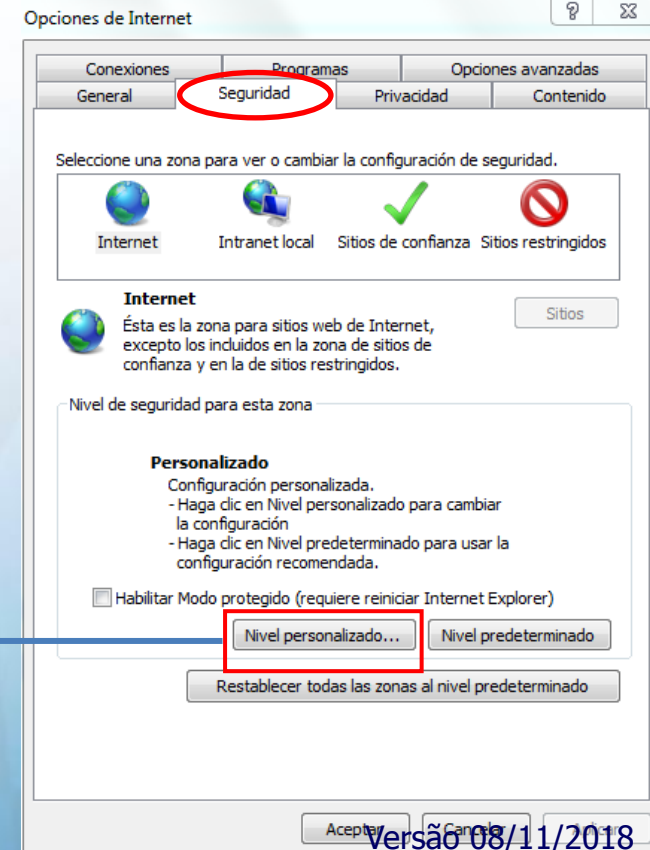 Opciones de Internet
Conexiones Programas Opciones avanzadas
General Seguridad Privacidad Contenido
Seleccione una zona para ver o cambiar la configuración de seguridad.
Internet Intranet local Sitios de confianza Sitios restringidos
Internet
Ésta es la zona para sitios web de Internet,
excepto los incluidos en la zona de sitios de
confianza y en la de sitios restringidos.
Sitios
Nivel de seguridad para esta zona
Personalizado
Configuración personalizada.
- Haga clic en Nivel personalizado para cambiar
la configuración
- Haga clic en Nivel predeterminado para usar la
configuración recomendada.
Habilitar Modo protegido (requiere reiniciar Internet Explorer)
Nivel personalizado... Nivel predeterminado
Restablecer todas las zonas al nivel predeterminado
Aceptar Cancelar Aplicar
Versão 08/11/2018